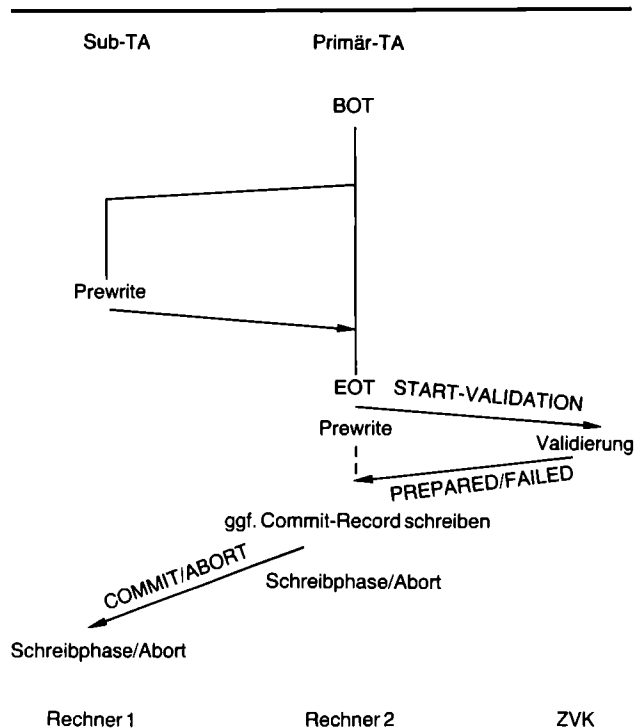 Sub-TA Primär-TA
BOT
Prewrite
EOT START-VALIDATION
Prewrite
Validierung
PREPARED/FAILED
ggf. Commit-Record schreiben
COMMIT/ABORT
Schreibphase/Abort
Schreibphase/Abort
Rechner 1 Rechner 2 ZVK